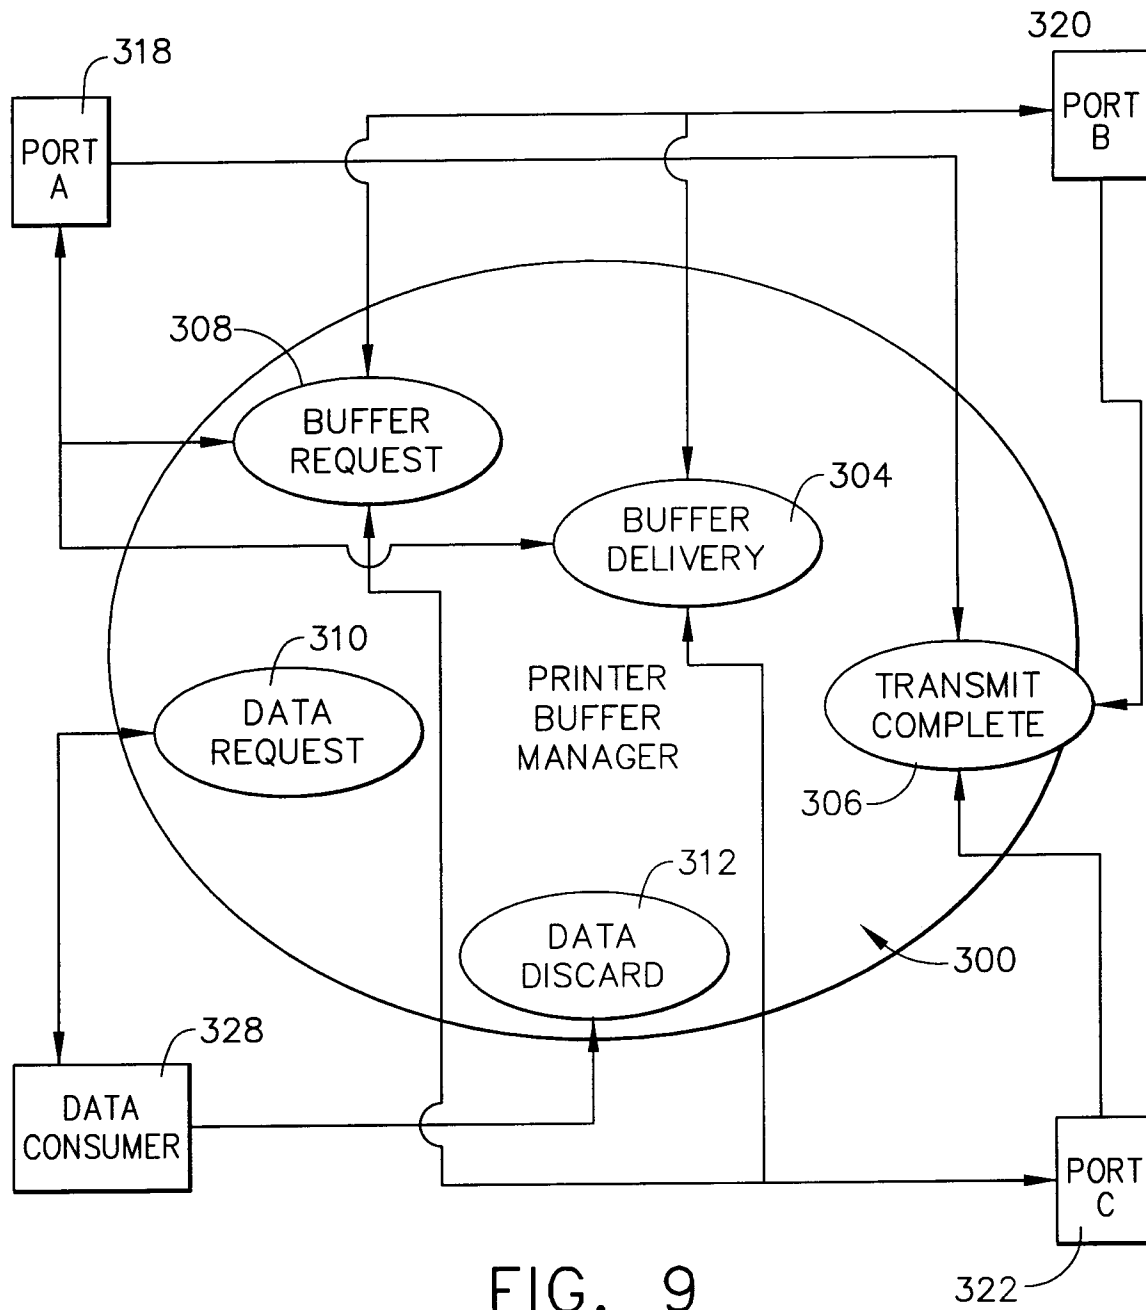 320
318
PORT
A
PORT
B
308
BUFFER
REQUEST
304
BUFFER
DELIVERY
310
DATA
REQUEST
PRINTER
BUFFER
MANAGER
TRANSMIT
COMPLETE
306
312
DATA
DISCARD
300
328
DATA
CONSUMER
PORT
C
322
FIG. 9